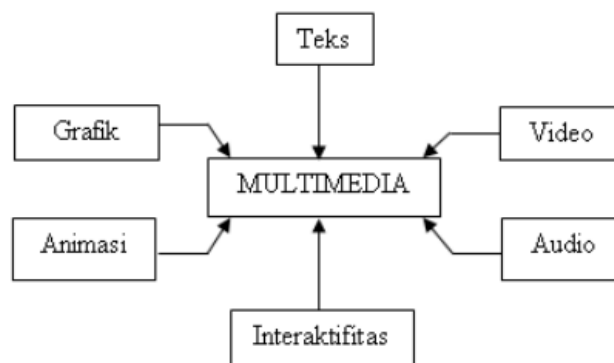 Teks
Grafik
Video
MULTIMEDIA
Animasi
Audio
Interaktifitas